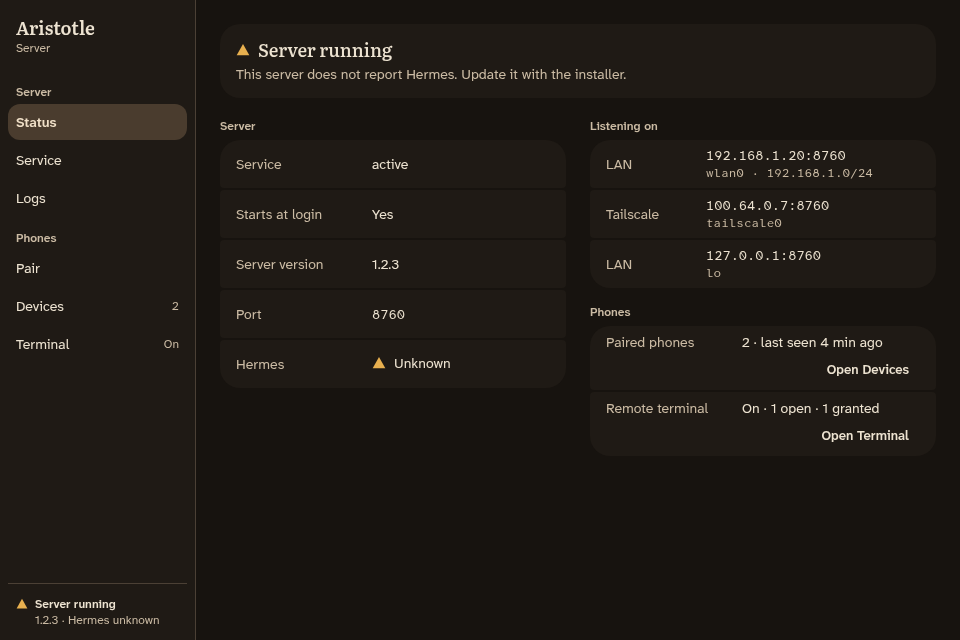 Aristotle
Server
Server
Status
Service
Logs
Phones
Pair
Devices 2
Terminal On
Server running
1.2.3 · Hermes unknown
Server running
This server does not report Hermes. Update it with the installer.
Server
Service active
Starts at login Yes
Server version 1.2.3
Port 8760
Hermes Unknown
Listening on
LAN 192.168.1.20:8760
wlan0 · 192.168.1.0/24
Tailscale 100.64.0.7:8760
tailscale0
LAN 127.0.0.1:8760
lo
Phones
Paired phones 2 · last seen 4 min ago
Open Devices
Remote terminal On · 1 open · 1 granted
Open Terminal